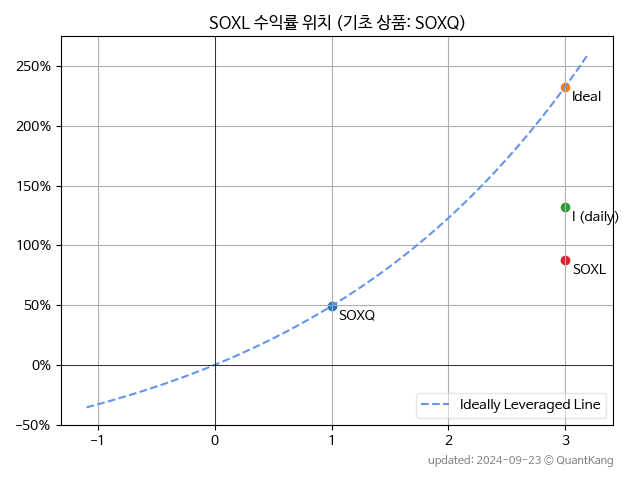 SOXL 수익률 위치 (기초 상품: SOXQ)
250%
200%
150%
100%
50%
0%
−50%
Ideal
I (daily)
SOXL
SOXQ
Ideally Leveraged Line
−1 0 1 2 3
updated: 2024-09-23 © QuantKang